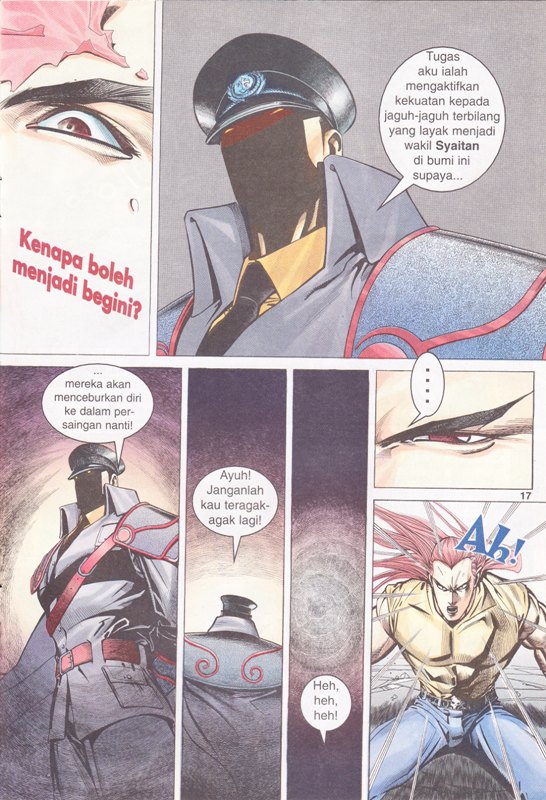 Kenapa boleh
menjadi begini?
Tugas
aku ialah
mengaktifkan
kekuatan kepada
jaguh-jaguh terbilang
yang layak menjadi
wakil Syaitan
di bumi ini
supaya...
...
mereka akan
menceburkan diri
ke dalam per-
saingan nanti!
Ayuh!
Janganlah
kau teragak-
agak lagi!
Heh,
heh,
heh!
....
17
Ah!